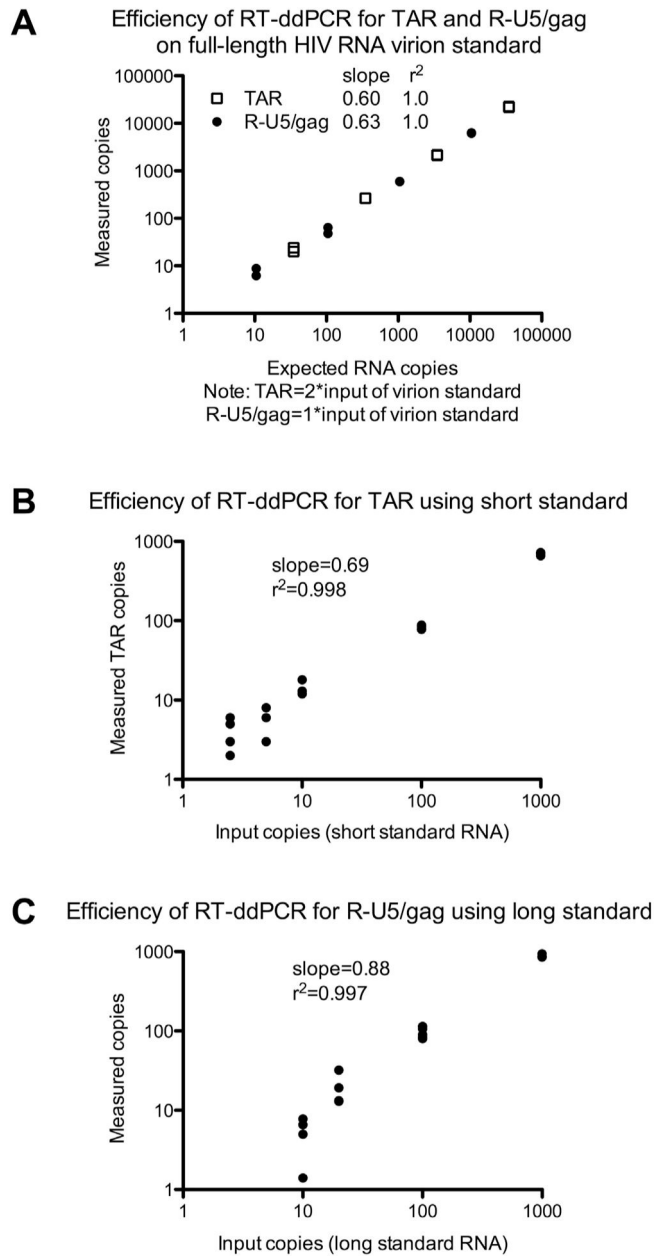 A
Efficiency of RT-ddPCR for TAR and R-U5/gag
on full-length HIV RNA virion standard
slope r²
TAR 0.60 1.0
R-U5/gag 0.63 1.0
100000
10000
1000
100
10
1
Measured copies
1 10 100 1000 10000 100000
Expected RNA copies
Note: TAR=2*input of virion standard
R-U5/gag=1*input of virion standard
B
Efficiency of RT-ddPCR for TAR using short standard
slope=0.69
r²=0.998
1000
100
10
1
Measured TAR copies
1 10 100 1000
Input copies (short standard RNA)
C
Efficiency of RT-ddPCR for R-U5/gag using long standard
slope=0.88
r²=0.997
1000
100
10
1
Measured copies
1 10 100 1000
Input copies (long standard RNA)